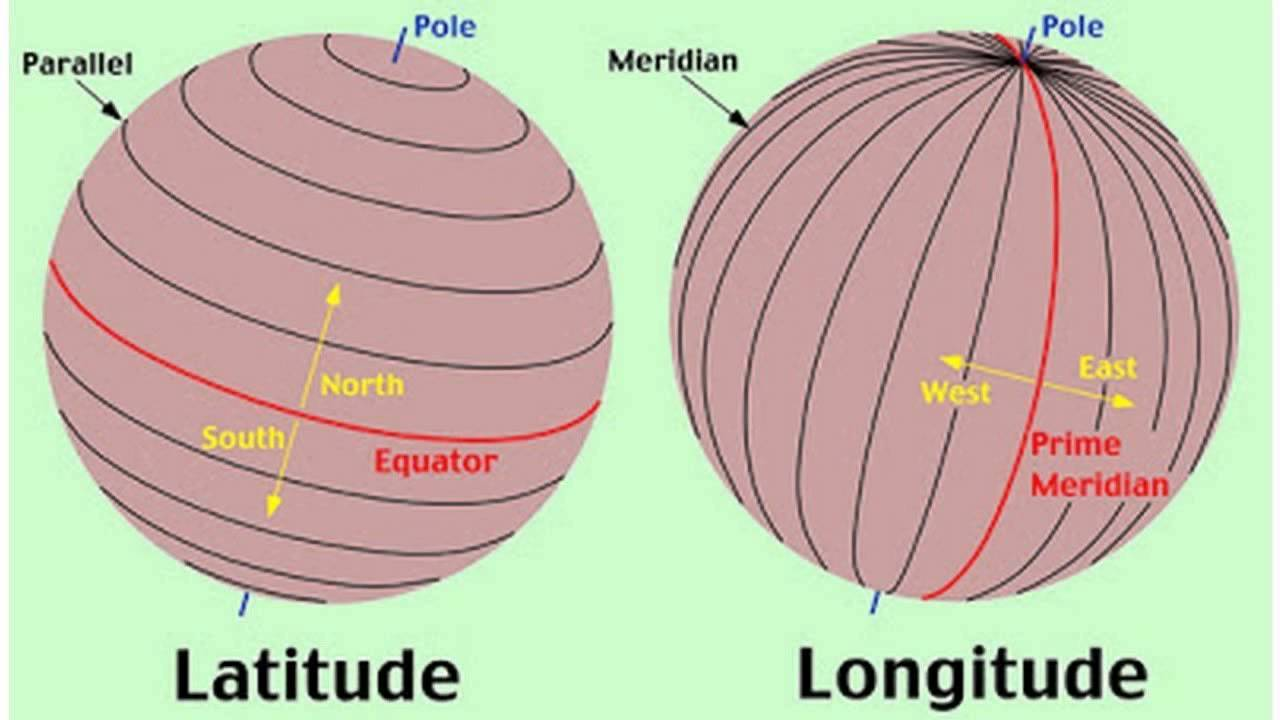 Pole
Parallel
North
South
Equator
Latitude
Pole
Meridian
East
West
Prime
Meridian
Longitude